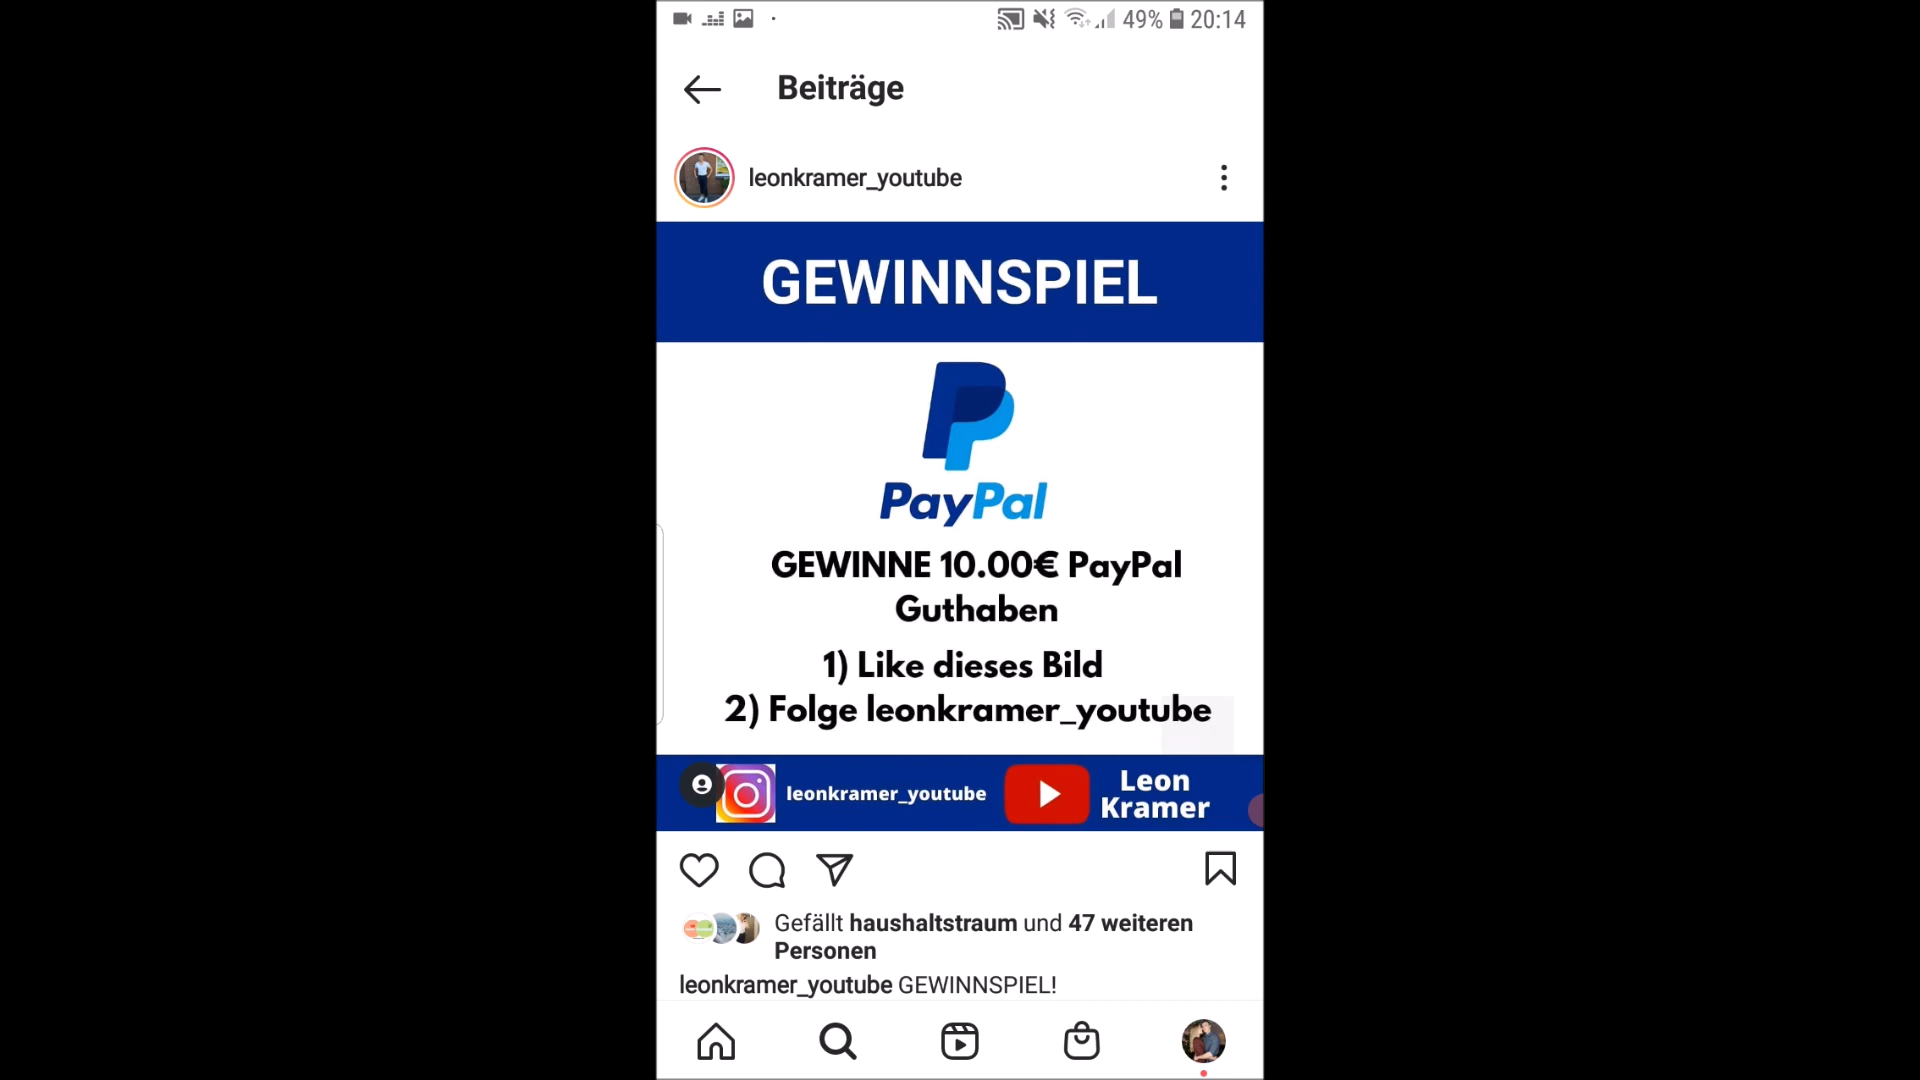 49% 20:14
Beiträge
leonkramer_youtube
GEWINNSPIEL
PayPal
GEWINNE 10.00€ PayPal
Guthaben
1) Like dieses Bild
2) Folge leonkramer_youtube
leonkramer_youtube
Leon
Kramer
Gefällt haushaltstraum und 47 weiteren
Personen
leonkramer_youtube GEWINNSPIEL!